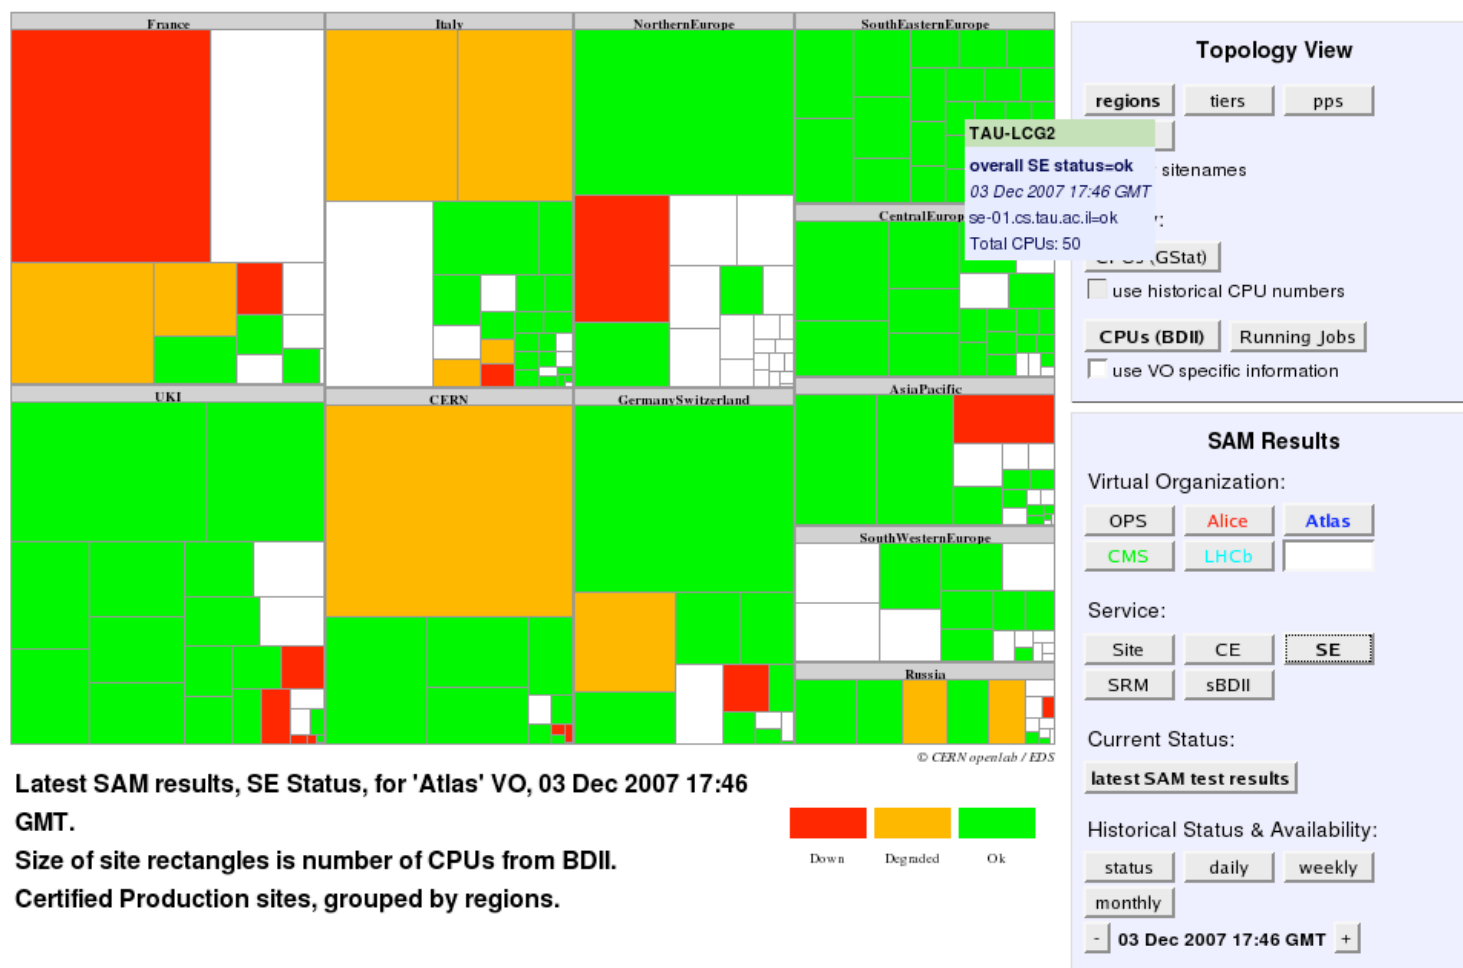 France
Italy
NorthernEurope
SouthEasternEurope
Topology View
regions
tiers
pps
TAU-LCG2
overall SE status=ok
sitenames
03 Dec 2007 17:46 GMT
se-01.cs.tau.ac.il=ok
Total CPUs: 50
CentralEurop
(GStat)
use historical CPU numbers
CPUs (BDII)
Running Jobs
use VO specific information
UKI
CERN
GermanySwitzerland
AsiaPacific
SAM Results
Virtual Organization:
OPS
Alice
Atlas
CMS
LHCb
SouthWesternEurope
Service:
Site
CE
SE
SRM
sBDII
Russia
Current Status:
© CERN openlab / EDS
latest SAM test results
Latest SAM results, SE Status, for 'Atlas' VO, 03 Dec 2007 17:46
GMT.
Size of site rectangles is number of CPUs from BDII.
Certified Production sites, grouped by regions.
Down
Degraded
Ok
Historical Status & Availability:
status
daily
weekly
monthly
- 03 Dec 2007 17:46 GMT +